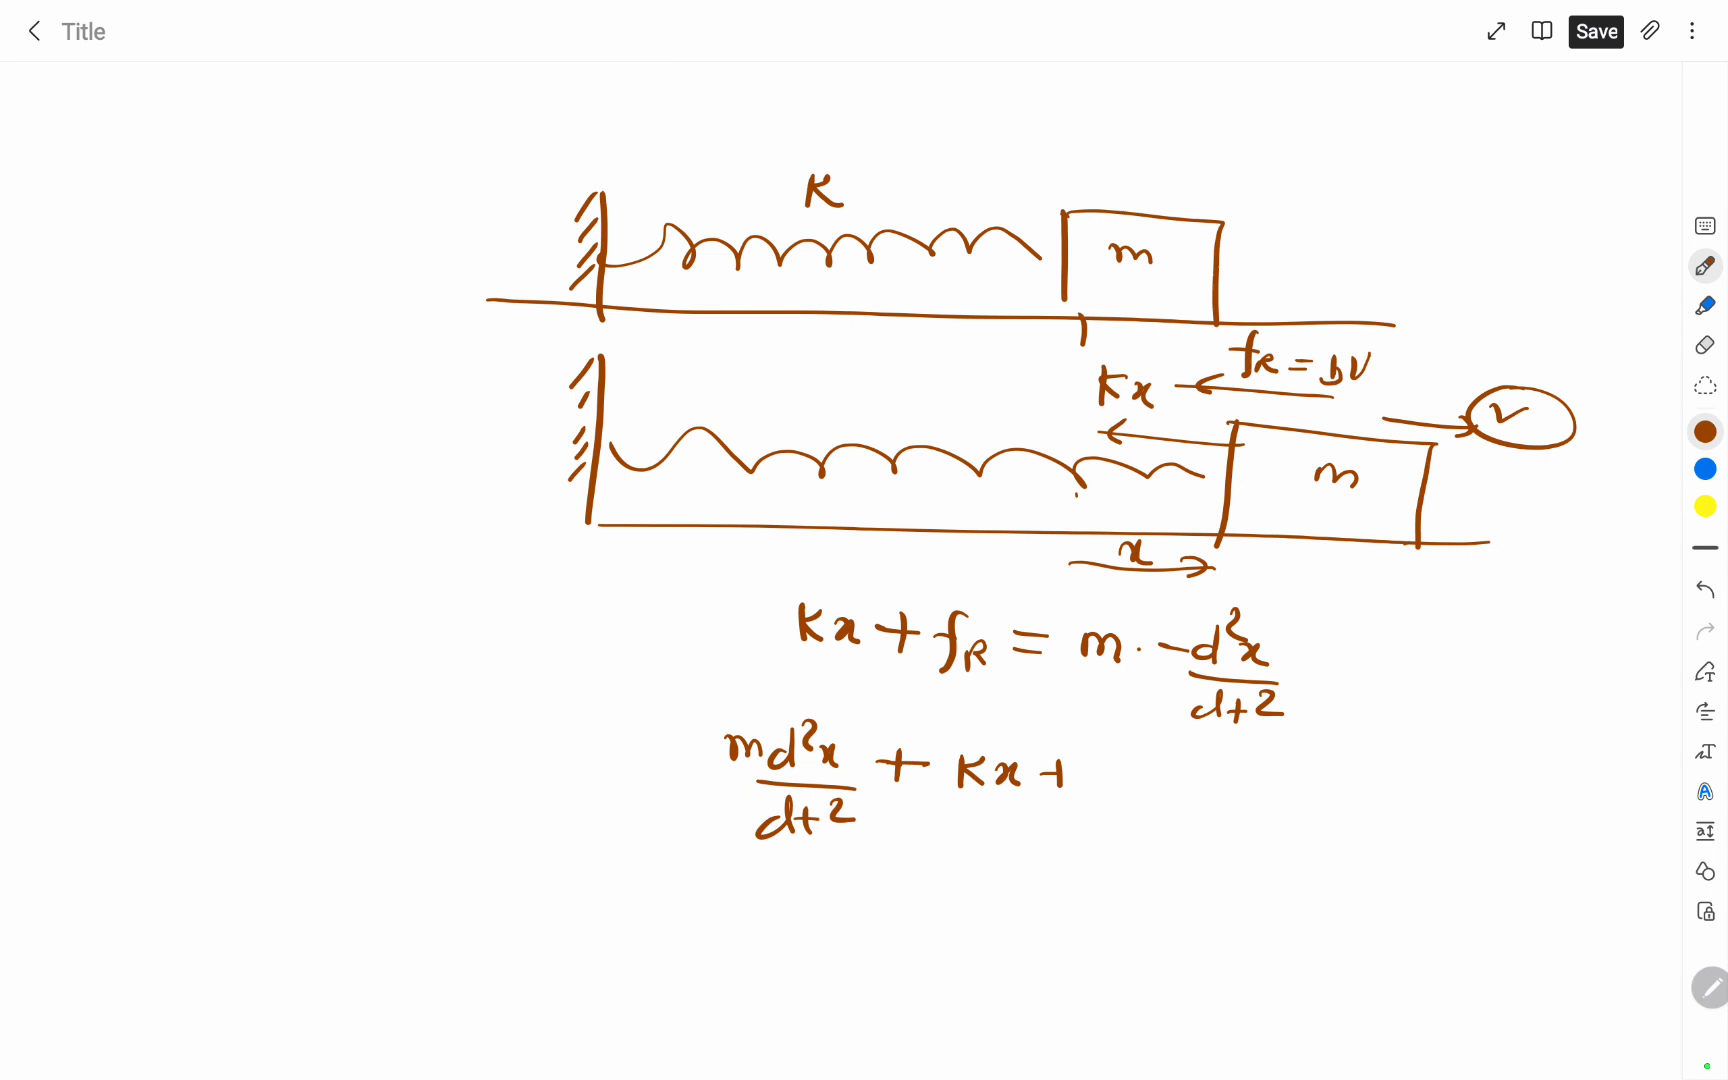 Title
Save
K
m
fR = bv
Kx
v
m
x
Kx + fR = m · -d²x/dt²
md²x/dt² + Kx +